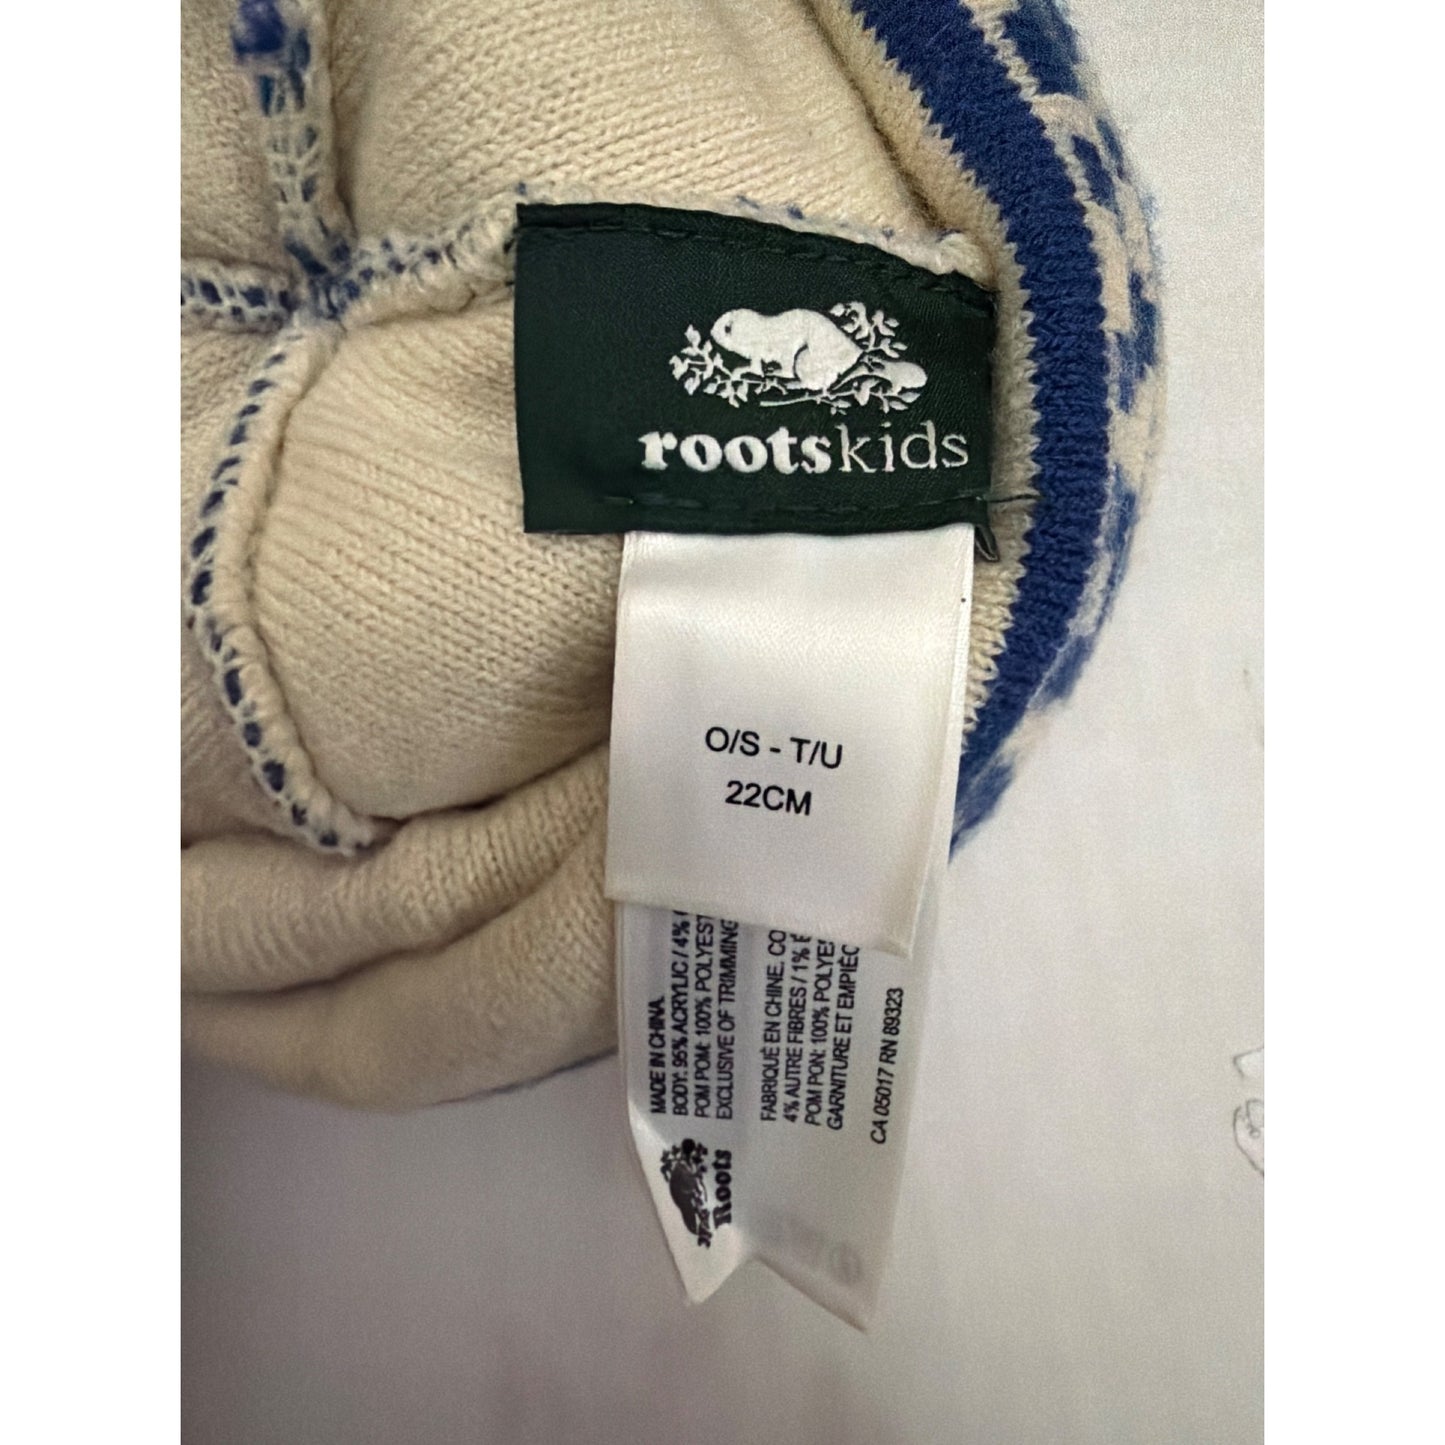 rootskids
O/S - T/U
22CM
MADE IN CHINA.
BODY: 95% ACRYLIC / 4%
POM POM: 100% POLYEST
EXCLUSIVE OF TRIMMING
FABRIQUÉ EN CHINE. CO
4% AUTRE FIBRES / 1% É
POM PON: 100% POLYE
GARNITURE ET EMPIÈC
CA 05017 RN 89323
Roots